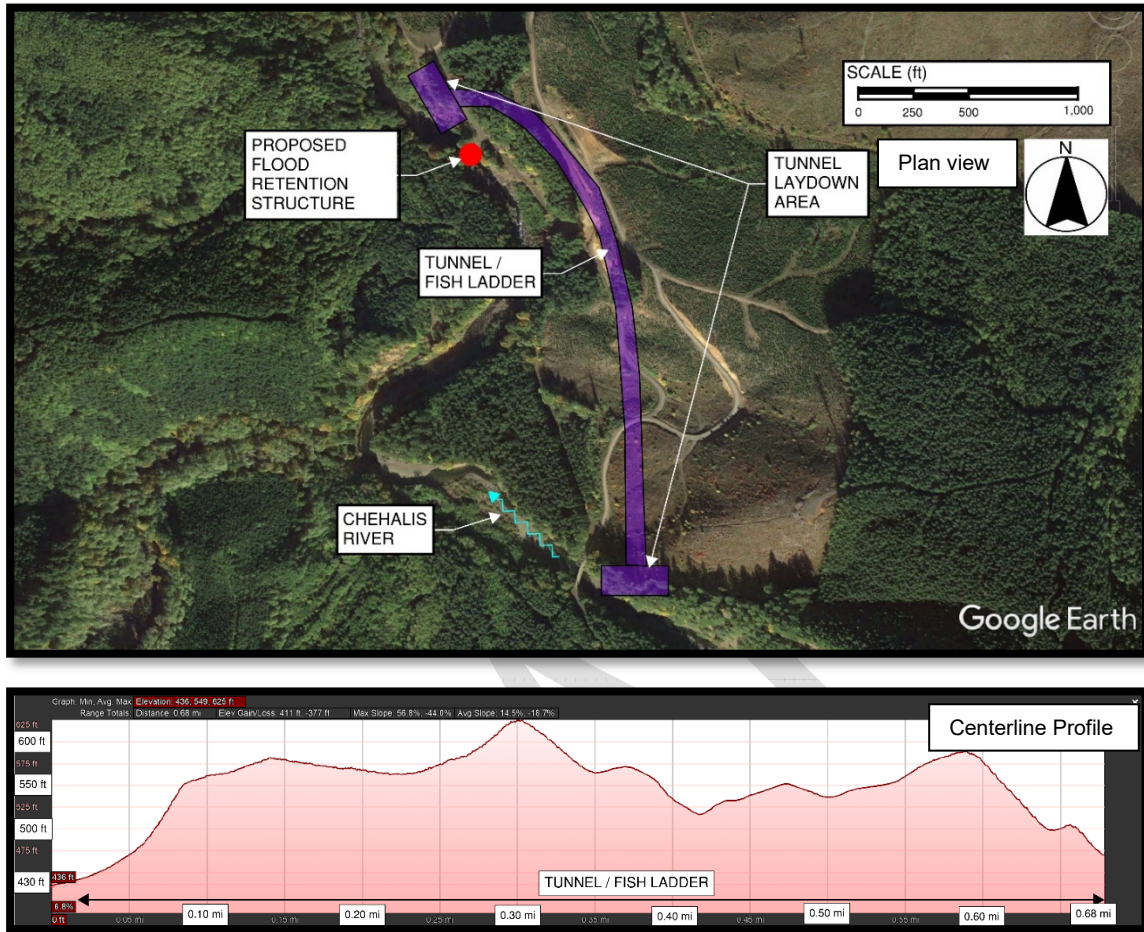 SCALE (ft)
0 250 500 1,000
PROPOSED
FLOOD
RETENTION
STRUCTURE
TUNNEL
LAYDOWN
AREA
Plan view
N
TUNNEL /
FISH LADDER
CHEHALIS
RIVER
Google Earth
Graph: Min, Avg, Max Elevation: 436, 549, 625 ft
Range Totals: Distance: 0.68 mi Elev Gain/Loss: 411 ft, -377 ft Max Slope: 56.8%, -44.0% Avg Slope: 14.5%, -16.7%
Centerline Profile
625 ft
600 ft
575 ft
550 ft
525 ft
500 ft
475 ft
436 ft
430 ft
TUNNEL / FISH LADDER
6.8%
0 ft 0.05 mi 0.10 mi 0.15 mi 0.20 mi 0.25 mi 0.30 mi 0.35 mi 0.40 mi 0.45 mi 0.50 mi 0.55 mi 0.60 mi 0.68 mi